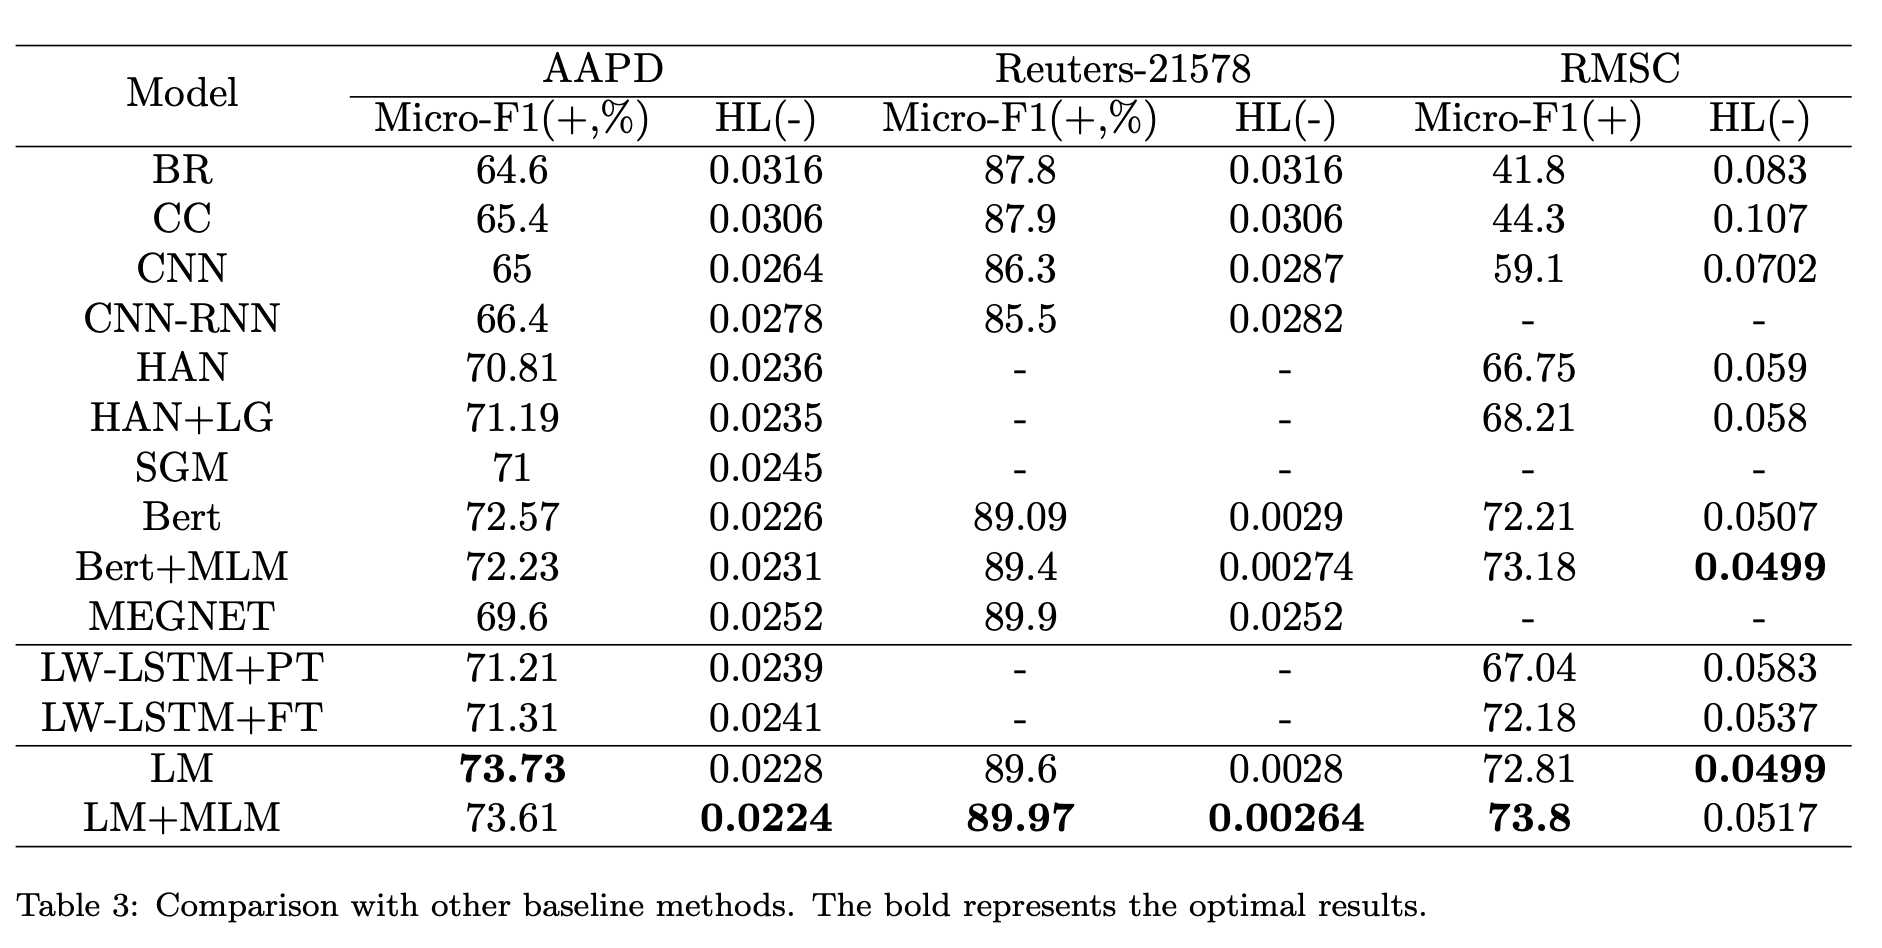 Model AAPD Reuters-21578 RMSC
Micro-F1(+,%) HL(-) Micro-F1(+,%) HL(-) Micro-F1(+) HL(-)
BR 64.6 0.0316 87.8 0.0316 41.8 0.083
CC 65.4 0.0306 87.9 0.0306 44.3 0.107
CNN 65 0.0264 86.3 0.0287 59.1 0.0702
CNN-RNN 66.4 0.0278 85.5 0.0282 - -
HAN 70.81 0.0236 - - 66.75 0.059
HAN+LG 71.19 0.0235 - - 68.21 0.058
SGM 71 0.0245 - - - -
Bert 72.57 0.0226 89.09 0.0029 72.21 0.0507
Bert+MLM 72.23 0.0231 89.4 0.00274 73.18 0.0499
MEGNET 69.6 0.0252 89.9 0.0252 - -
LW-LSTM+PT 71.21 0.0239 - - 67.04 0.0583
LW-LSTM+FT 71.31 0.0241 - - 72.18 0.0537
LM 73.73 0.0228 89.6 0.0028 72.81 0.0499
LM+MLM 73.61 0.0224 89.97 0.00264 73.8 0.0517
Table 3: Comparison with other baseline methods. The bold represents the optimal results.